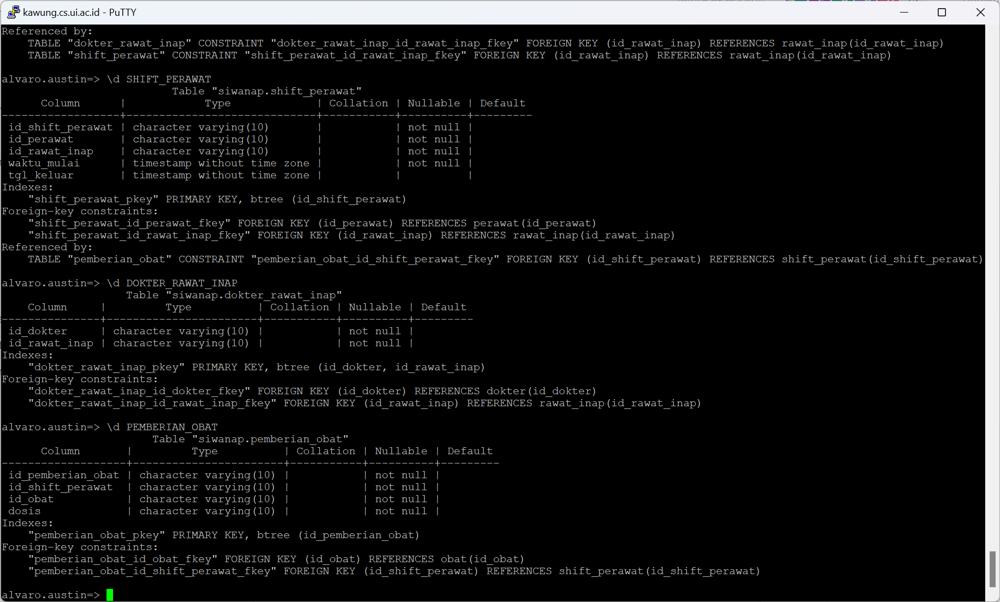 kawung.cs.ui.ac.id - PuTTY
Referenced by:
    TABLE "dokter_rawat_inap" CONSTRAINT "dokter_rawat_inap_id_rawat_inap_fkey" FOREIGN KEY (id_rawat_inap) REFERENCES rawat_inap(id_rawat_inap)
    TABLE "shift_perawat" CONSTRAINT "shift_perawat_id_rawat_inap_fkey" FOREIGN KEY (id_rawat_inap) REFERENCES rawat_inap(id_rawat_inap)

alvaro.austin=> \d SHIFT_PERAWAT
                          Table "siwanap.shift_perawat"
      Column      |            Type             | Collation | Nullable | Default
------------------+-----------------------------+-----------+----------+---------
 id_shift_perawat | character varying(10)       |           | not null |
 id_perawat       | character varying(10)       |           | not null |
 id_rawat_inap    | character varying(10)       |           | not null |
 waktu_mulai      | timestamp without time zone |           | not null |
 tgl_keluar       | timestamp without time zone |           |          |
Indexes:
    "shift_perawat_pkey" PRIMARY KEY, btree (id_shift_perawat)
Foreign-key constraints:
    "shift_perawat_id_perawat_fkey" FOREIGN KEY (id_perawat) REFERENCES perawat(id_perawat)
    "shift_perawat_id_rawat_inap_fkey" FOREIGN KEY (id_rawat_inap) REFERENCES rawat_inap(id_rawat_inap)
Referenced by:
    TABLE "pemberian_obat" CONSTRAINT "pemberian_obat_id_shift_perawat_fkey" FOREIGN KEY (id_shift_perawat) REFERENCES shift_perawat(id_shift_perawat)

alvaro.austin=> \d DOKTER_RAWAT_INAP
                   Table "siwanap.dokter_rawat_inap"
    Column     |         Type          | Collation | Nullable | Default
---------------+-----------------------+-----------+----------+---------
 id_dokter     | character varying(10) |           | not null |
 id_rawat_inap | character varying(10) |           | not null |
Indexes:
    "dokter_rawat_inap_pkey" PRIMARY KEY, btree (id_dokter, id_rawat_inap)
Foreign-key constraints:
    "dokter_rawat_inap_id_dokter_fkey" FOREIGN KEY (id_dokter) REFERENCES dokter(id_dokter)
    "dokter_rawat_inap_id_rawat_inap_fkey" FOREIGN KEY (id_rawat_inap) REFERENCES rawat_inap(id_rawat_inap)

alvaro.austin=> \d PEMBERIAN_OBAT
                       Table "siwanap.pemberian_obat"
      Column       |         Type          | Collation | Nullable | Default
-------------------+-----------------------+-----------+----------+---------
 id_pemberian_obat | character varying(10) |           | not null |
 id_shift_perawat  | character varying(10) |           | not null |
 id_obat           | character varying(10) |           | not null |
 dosis             | character varying(10) |           | not null |
Indexes:
    "pemberian_obat_pkey" PRIMARY KEY, btree (id_pemberian_obat)
Foreign-key constraints:
    "pemberian_obat_id_obat_fkey" FOREIGN KEY (id_obat) REFERENCES obat(id_obat)
    "pemberian_obat_id_shift_perawat_fkey" FOREIGN KEY (id_shift_perawat) REFERENCES shift_perawat(id_shift_perawat)

alvaro.austin=>